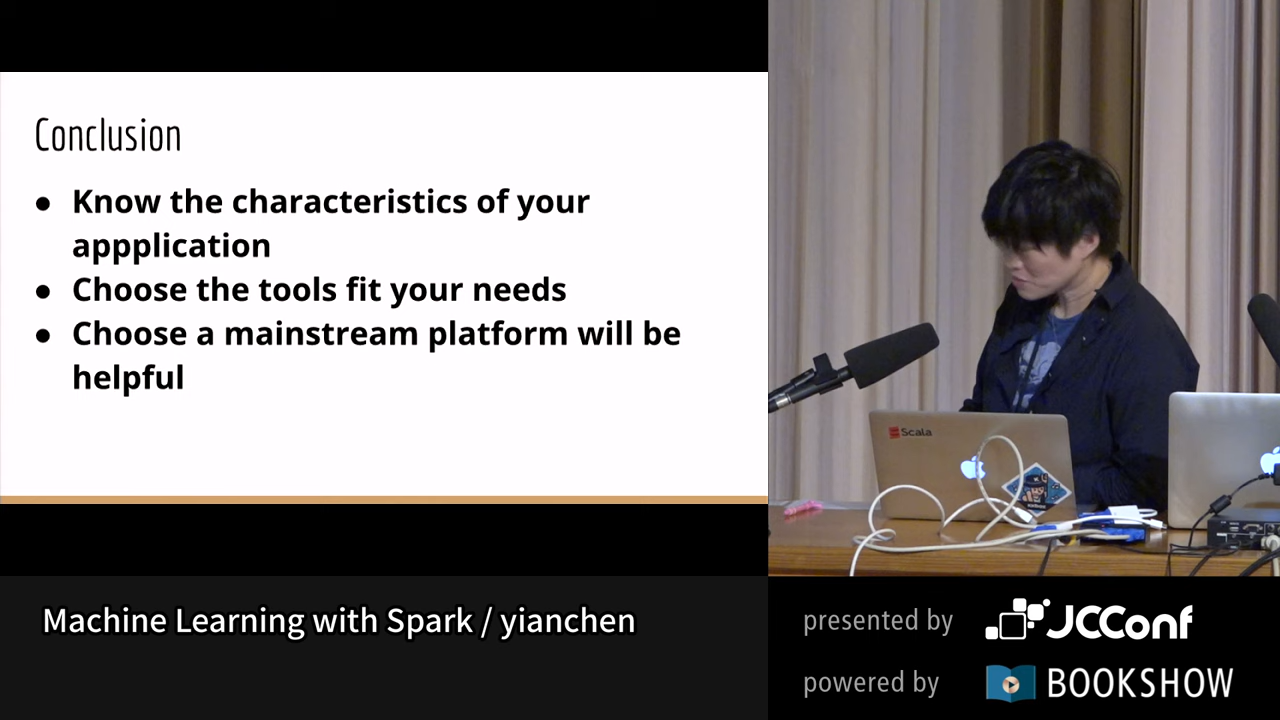 Conclusion
● Know the characteristics of your
appplication
● Choose the tools fit your needs
● Choose a mainstream platform will be
helpful
Scala
Machine Learning with Spark / yianchen
presented by JCConf
powered by BOOKSHOW